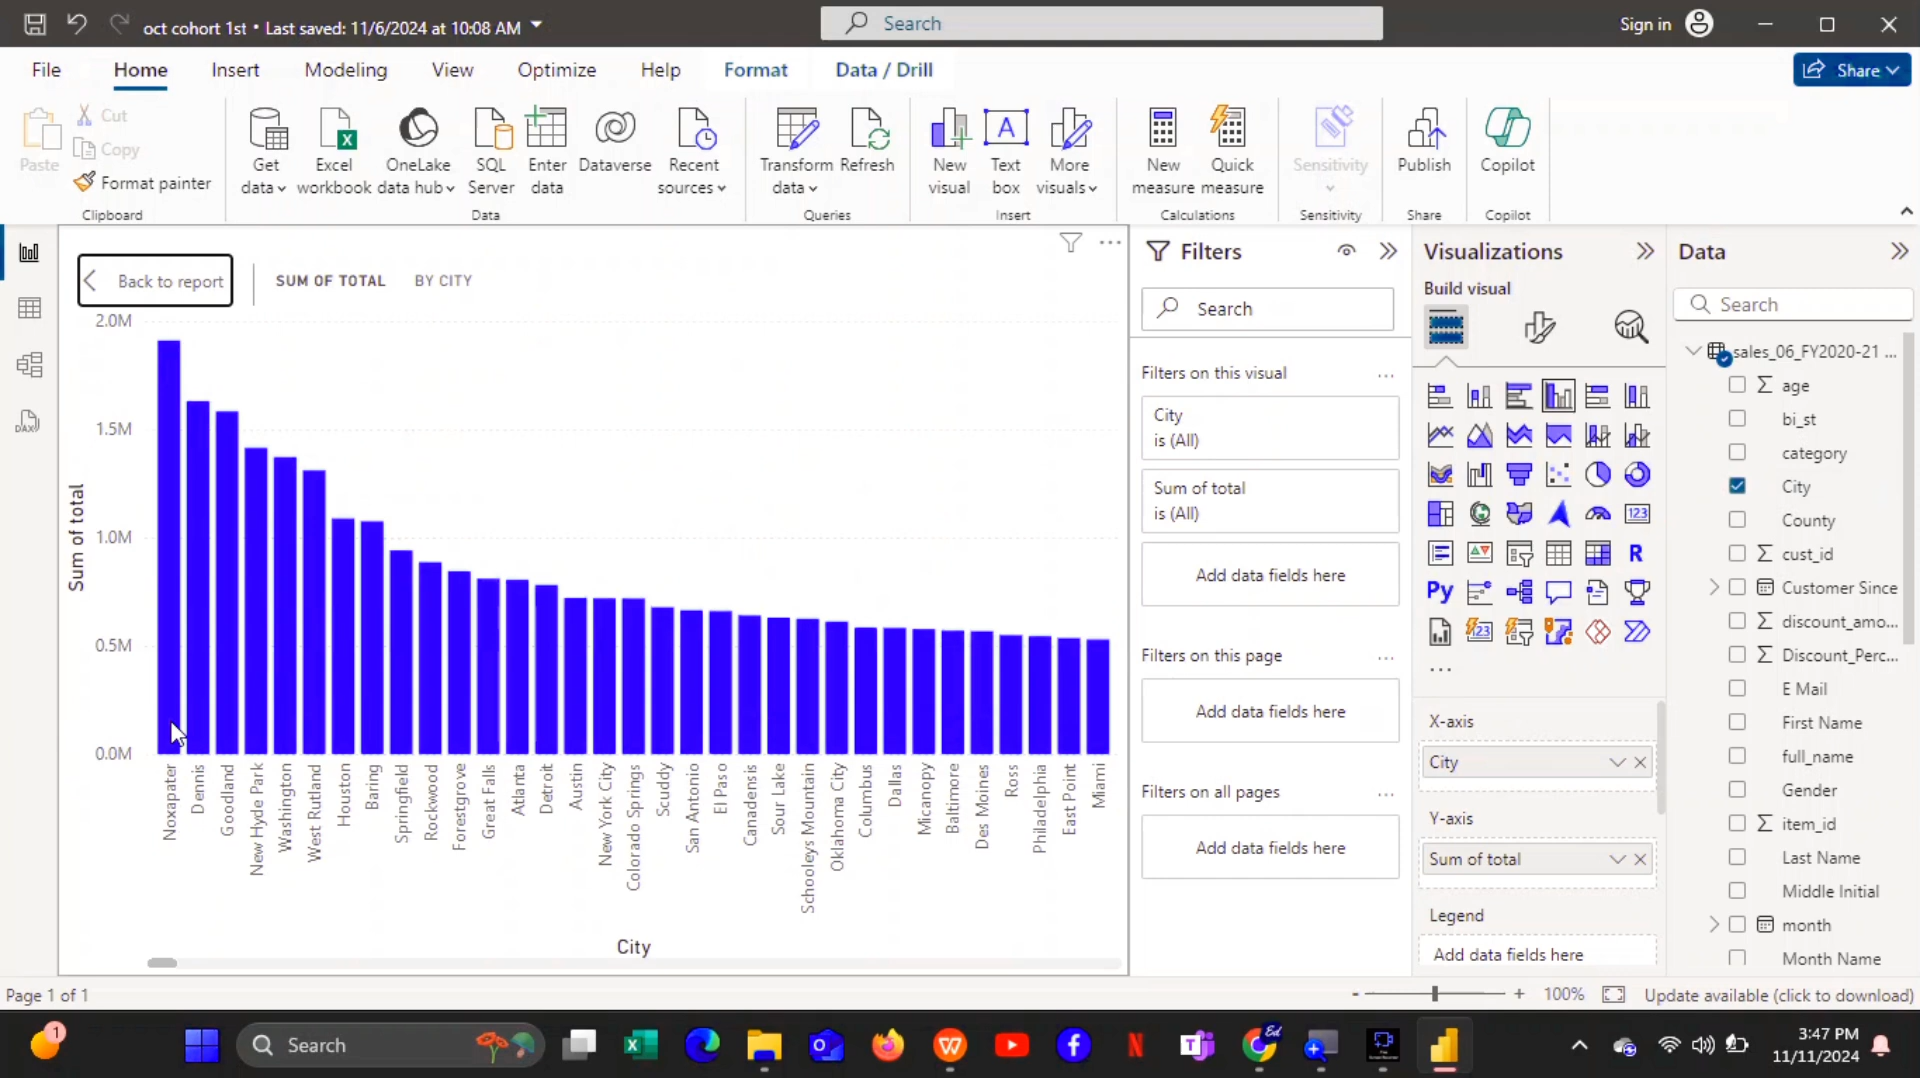 oct cohort 1st • Last saved: 11/6/2024 at 10:08 AM
Search
Sign in
File Home Insert Modeling View Optimize Help Format Data / Drill
Share
Paste
Cut
Copy
Format painter
Clipboard
Get data
Excel workbook
OneLake data hub
SQL Server
Enter data
Dataverse
Recent sources
Data
Transform data
Refresh
Queries
New visual
Text box
More visuals
Insert
New measure
Quick measure
Calculations
Sensitivity
Sensitivity
Publish
Share
Copilot
Copilot
Back to report
SUM OF TOTAL
BY CITY
2.0M
1.5M
1.0M
0.5M
0.0M
Sum of total
Noxapater
Dennis
Goodland
New Hyde Park
Washington
West Rutland
Houston
Baring
Springfield
Rockwood
Forestgrove
Great Falls
Atlanta
Detroit
Austin
New York City
Colorado Springs
Scuddy
San Antonio
El Paso
Canadensis
Sour Lake
Schooleys Mountain
Oklahoma City
Columbus
Dallas
Micanopy
Baltimore
Des Moines
Ross
Philadelphia
East Point
Miami
City
Filters
Search
Filters on this visual
City
is (All)
Sum of total
is (All)
Add data fields here
Filters on this page
Add data fields here
Filters on all pages
Add data fields here
Visualizations
Build visual
123
R
Py
123
X-axis
City
Y-axis
Sum of total
Legend
Add data fields here
Data
Search
sales_06_FY2020-21 ...
age
bi_st
category
City
County
cust_id
Customer Since
discount_amo...
Discount_Perc...
E Mail
First Name
full_name
Gender
item_id
Last Name
Middle Initial
month
Month Name
Page 1 of 1
- + 100%
Update available (click to download)
1
Search
Ed
3:47 PM
11/11/2024